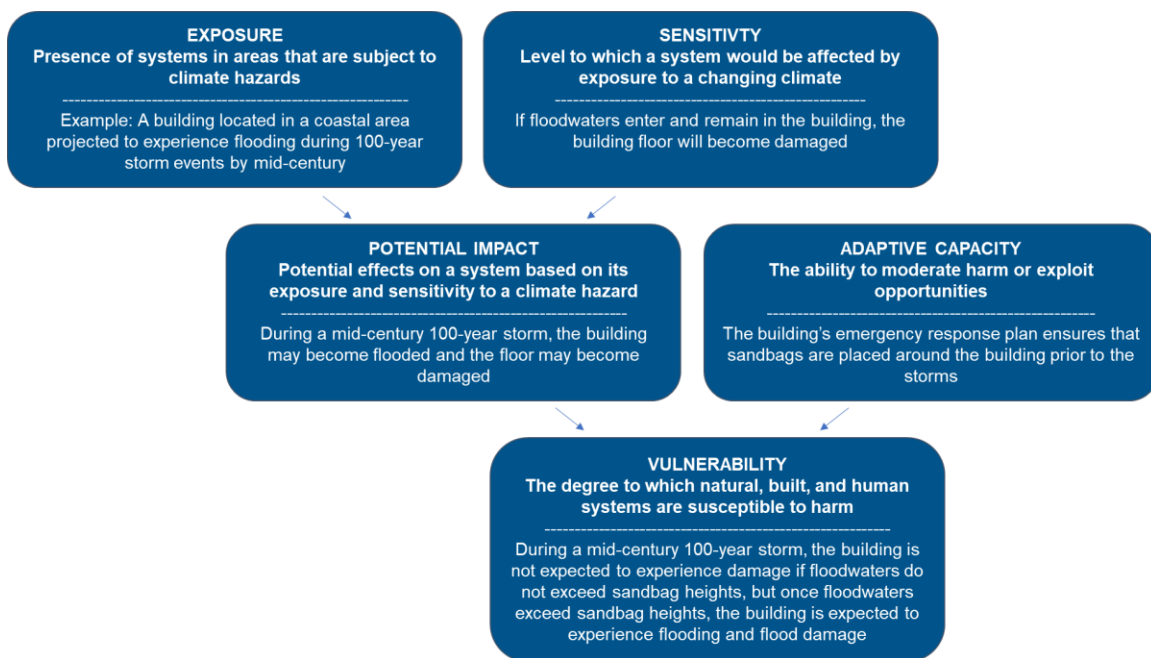 EXPOSURE
Presence of systems in areas that are subject to
climate hazards
----------------------------------------------------------
Example: A building located in a coastal area
projected to experience flooding during 100-year
storm events by mid-century
SENSITIVTY
Level to which a system would be affected by
exposure to a changing climate
----------------------------------------------------
If floodwaters enter and remain in the building, the
building floor will become damaged
POTENTIAL IMPACT
Potential effects on a system based on its
exposure and sensitivity to a climate hazard
----------------------------------------------------------
During a mid-century 100-year storm, the building
may become flooded and the floor may become
damaged
ADAPTIVE CAPACITY
The ability to moderate harm or exploit
opportunities
-------------------------------------------------------
The building’s emergency response plan ensures that
sandbags are placed around the building prior to the
storms
VULNERABILITY
The degree to which natural, built, and human
systems are susceptible to harm
----------------------------------------------------------
During a mid-century 100-year storm, the building is
not expected to experience damage if floodwaters do
not exceed sandbag heights, but once floodwaters
exceed sandbag heights, the building is expected to
experience flooding and flood damage